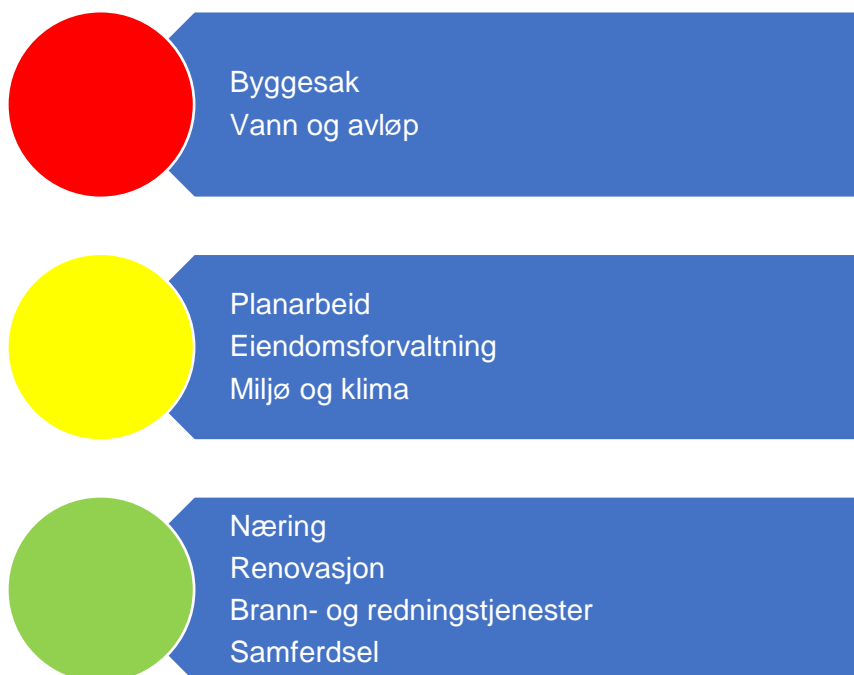 Byggesak
Vann og avløp
Planarbeid
Eiendomsforvaltning
Miljø og klima
Næring
Renovasjon
Brann- og redningstjenester
Samferdsel